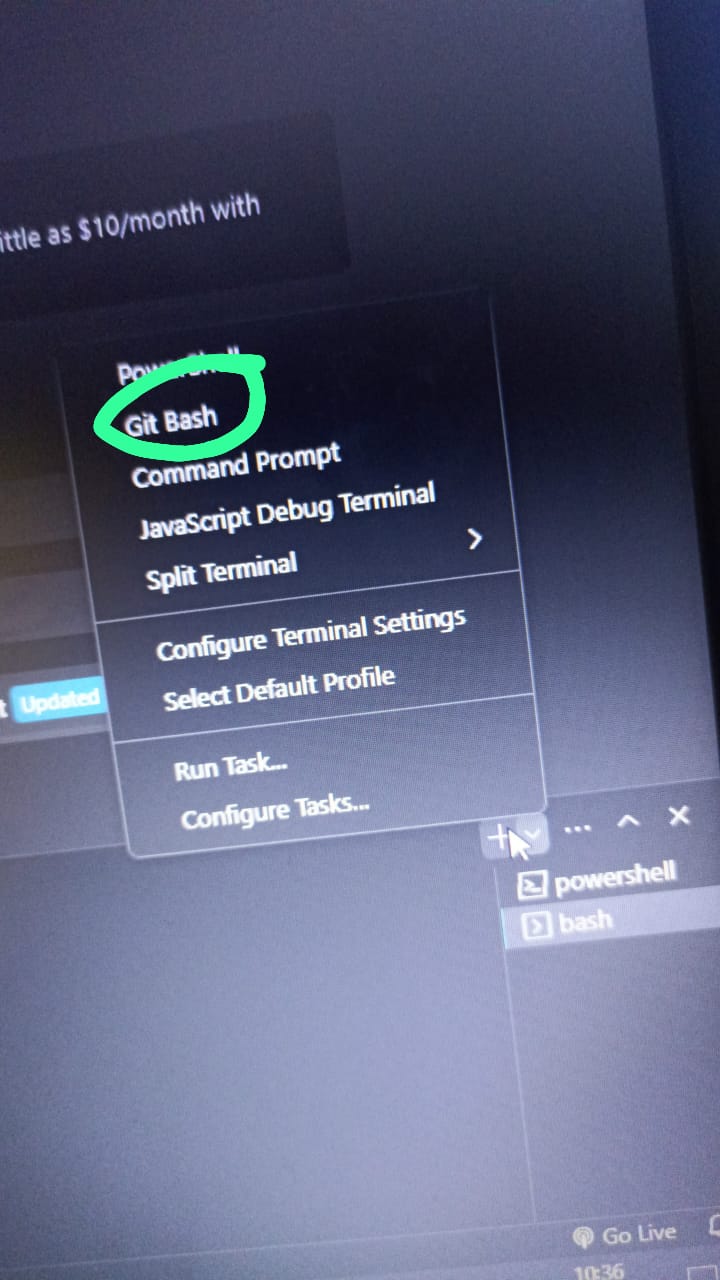 ittle as $10/month with
PowerShell
Git Bash
Command Prompt
JavaScript Debug Terminal
Split Terminal
Configure Terminal Settings
Select Default Profile
t Updated
Run Task...
Configure Tasks...
powershell
bash
Go Live
10:36